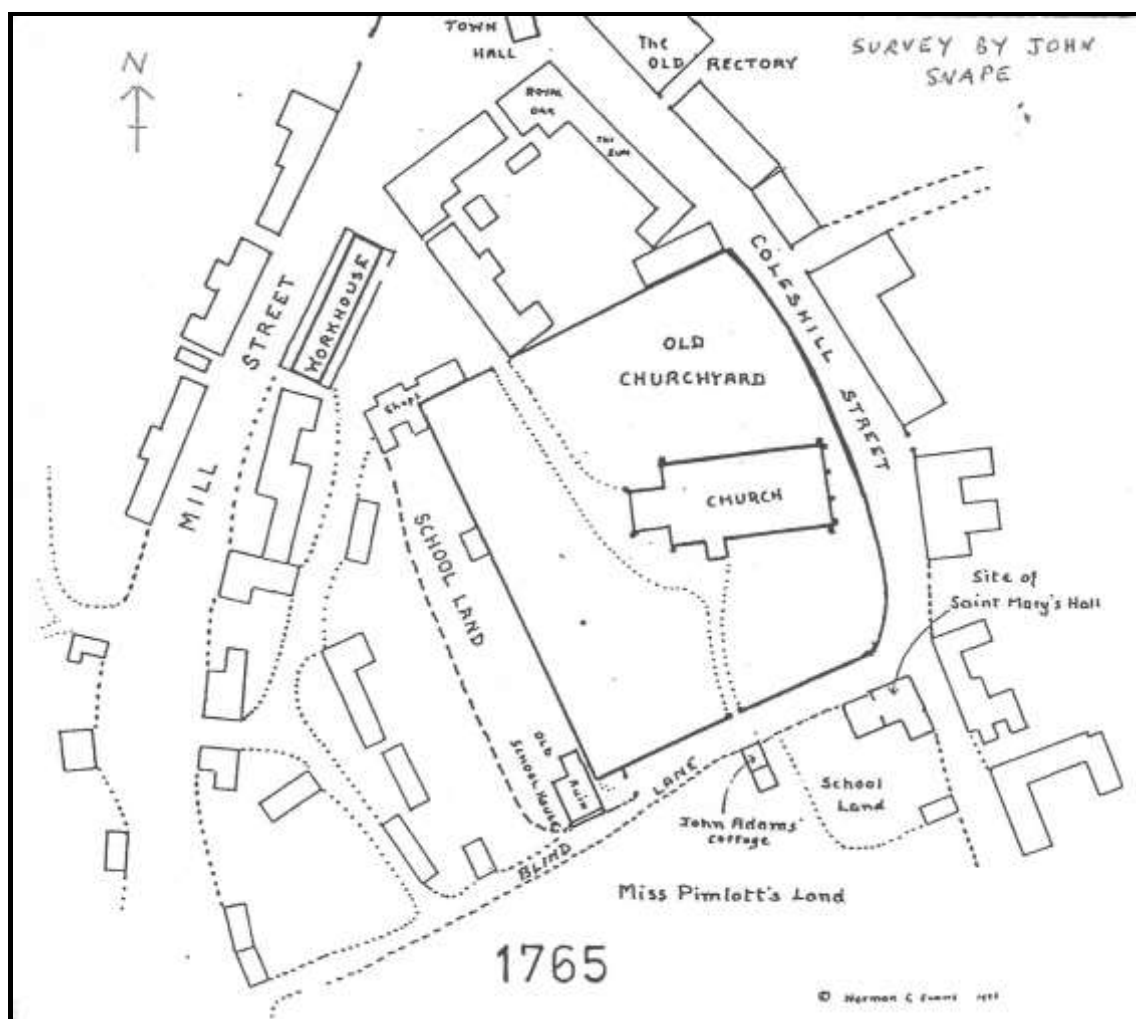 TOWN
HALL
The
OLD RECTORY
SURVEY BY JOHN
SNAPE
N
ROYAL
OAK
THE
SUN
COLESHILL STREET
WORKHOUSE
MILL STREET
OLD
CHURCHYARD
Shops
CHURCH
SCHOOL LAND
Site of
Saint Mary's Hall
OLD
SCHOOL HOUSE
Ruin
BLIND LANE
School
Land
John Adams'
Cottage
Miss Pimlott's Land
1765
© Norman G Evans